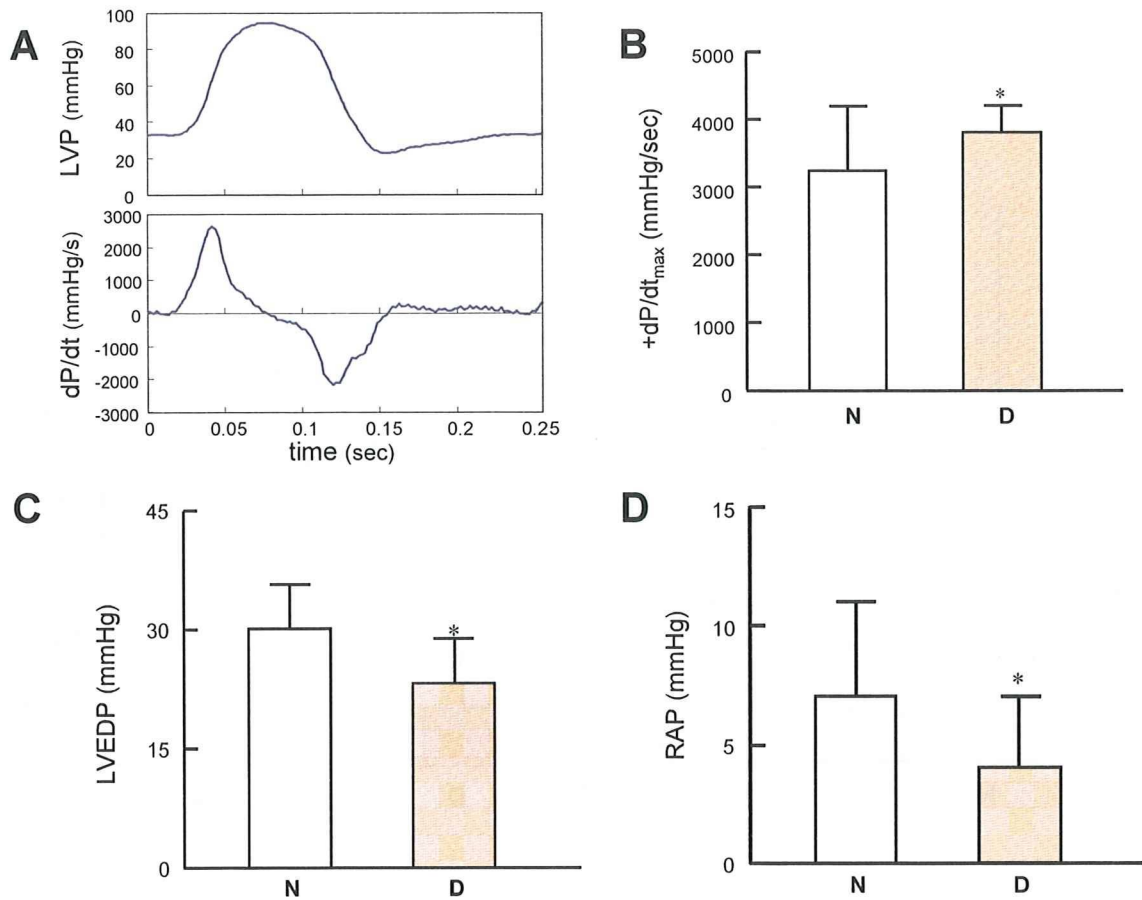 A
LVP (mmHg)
100
80
60
40
20
0
dP/dt (mmHg/s)
3000
2000
1000
0
-1000
-2000
-3000
0 0.05 0.1 0.15 0.2 0.25
time (sec)
B
+dP/dtmax (mmHg/sec)
5000
4000
3000
2000
1000
0
*
N D
C
LVEDP (mmHg)
45
30
15
0
*
N D
D
RAP (mmHg)
15
10
5
0
*
N D